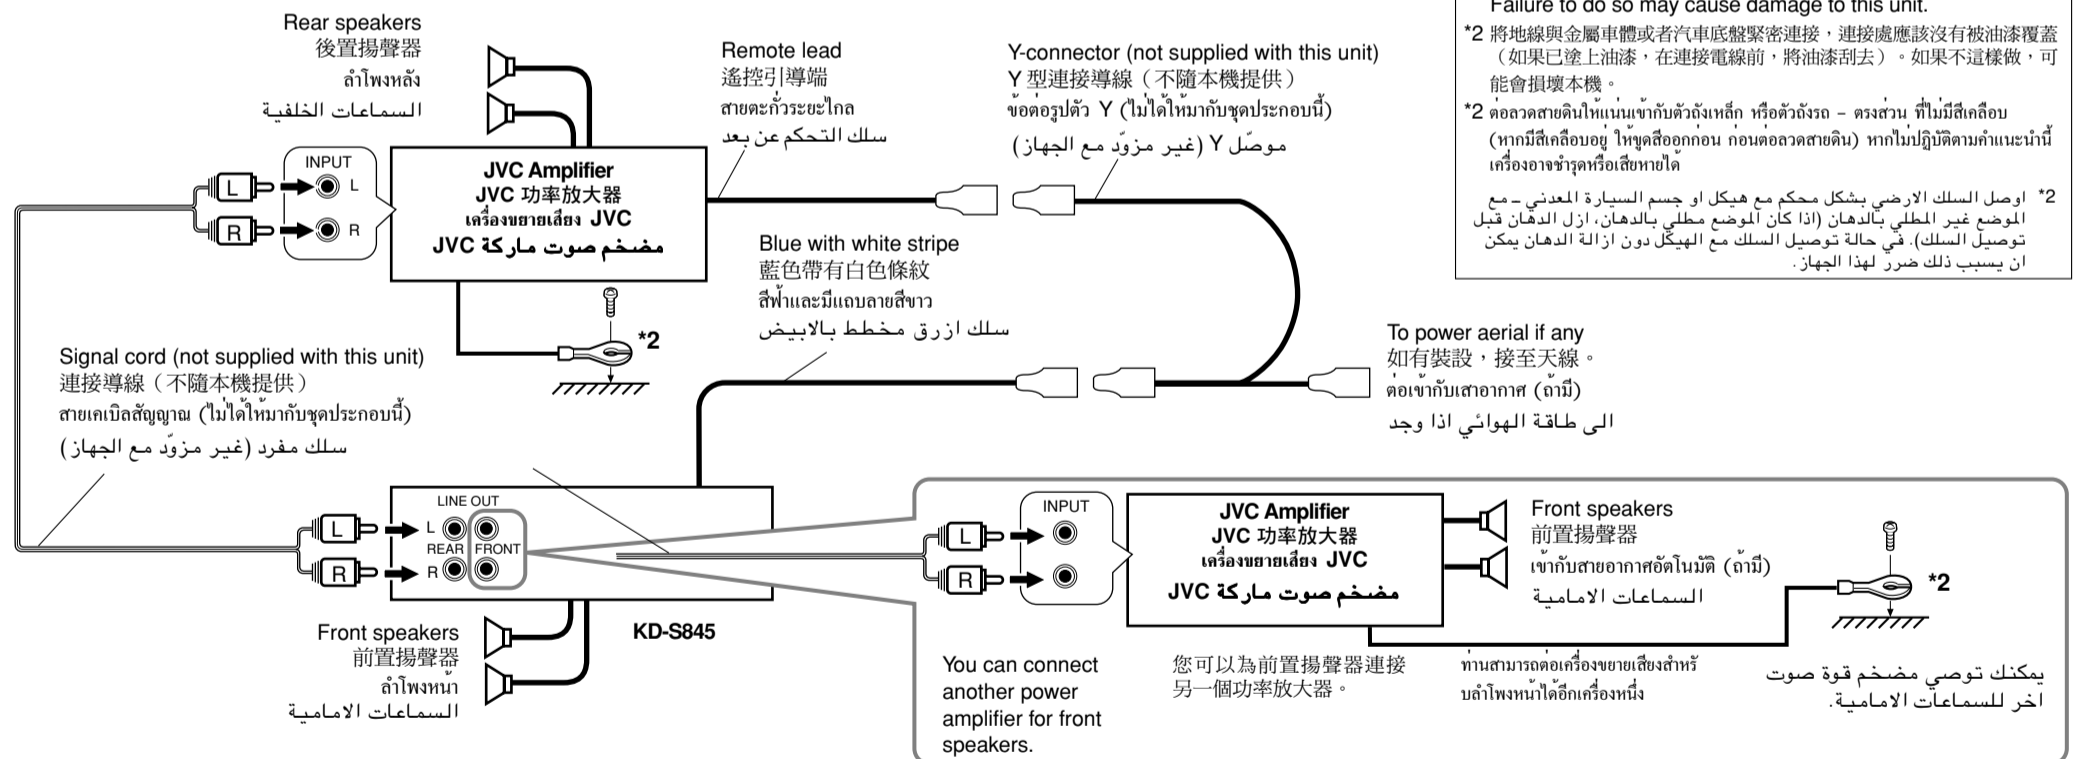 Rear speakers
後置揚聲器
ลำโพงหลัง
السماعات الخلفية
INPUT
L
L
R
R
JVC Amplifier
JVC 功率放大器
เครื่องขยายเสียง JVC
مضخم صوت ماركة JVC
Remote lead
遙控引導端
สายตะกั่วระยะไกล
سلك التحكم عن بعد
Y-connector (not supplied with this unit)
Y 型連接導線（不隨本機提供）
ข้อต่อรูปตัว Y (ไม่ได้ให้มากับชุดประกอบนี้)
موصّل Y (غير مزوّد مع الجهاز)
Failure to do so may cause damage to this unit.
*2 將地線與金屬車體或者汽車底盤緊密連接，連接處應該沒有被油漆覆蓋
（如果已塗上油漆，在連接電線前，將油漆刮去）。如果不這樣做，可
能會損壞本機。
*2 ต่อลวดสายดินให้แน่นเข้ากับตัวถังเหล็ก หรือตัวถังรถ – ตรงส่วน ที่ไม่มีสีเคลือบ
(หากมีสีเคลือบอยู่ ให้ขูดสีออกก่อน ก่อนต่อลวดสายดิน) หากไม่ปฏิบัติตามคำแนะนำนี้
เครื่องอาจชำรุดหรือเสียหายได้
*2 اوصل السلك الارضي بشكل محكم مع هيكل او جسم السيارة المعدني – مع
الموضع غير المطلي بالدهان (اذا كان الموضع مطلي بالدهان، ازل الدهان قبل
توصيل السلك). في حالة توصيل السلك مع الهيكل دون ازالة الدهان يمكن
ان يسبب ذلك ضرر لهذا الجهاز.
Blue with white stripe
藍色帶有白色條紋
สีฟ้าและมีแถบลายสีขาว
سلك ازرق مخطط بالابيض
*2
Signal cord (not supplied with this unit)
連接導線（不隨本機提供）
สายเคเบิลสัญญาณ (ไม่ได้ให้มากับชุดประกอบนี้)
سلك مفرد (غير مزوّد مع الجهاز)
To power aerial if any
如有裝設，接至天線。
ต่อเข้ากับเสาอากาศ (ถ้ามี)
الى طاقة الهوائي اذا وجد
LINE OUT
L
L
REAR
FRONT
R
R
KD-S845
Front speakers
前置揚聲器
ลำโพงหน้า
السماعات الامامية
INPUT
L
R
JVC Amplifier
JVC 功率放大器
เครื่องขยายเสียง JVC
مضخم صوت ماركة JVC
Front speakers
前置揚聲器
เข้ากับสายอากาศอัตโนมัติ (ถ้ามี)
السماعات الامامية
*2
You can connect
another power
amplifier for front
speakers.
您可以為前置揚聲器連接
另一個功率放大器。
ท่านสามารถต่อเครื่องขยายเสียงสำหรั
บลำโพงหน้าได้อีกเครื่องหนึ่ง
يمكنك توصي مضخم قوة صوت
اخر للسماعات الامامية.